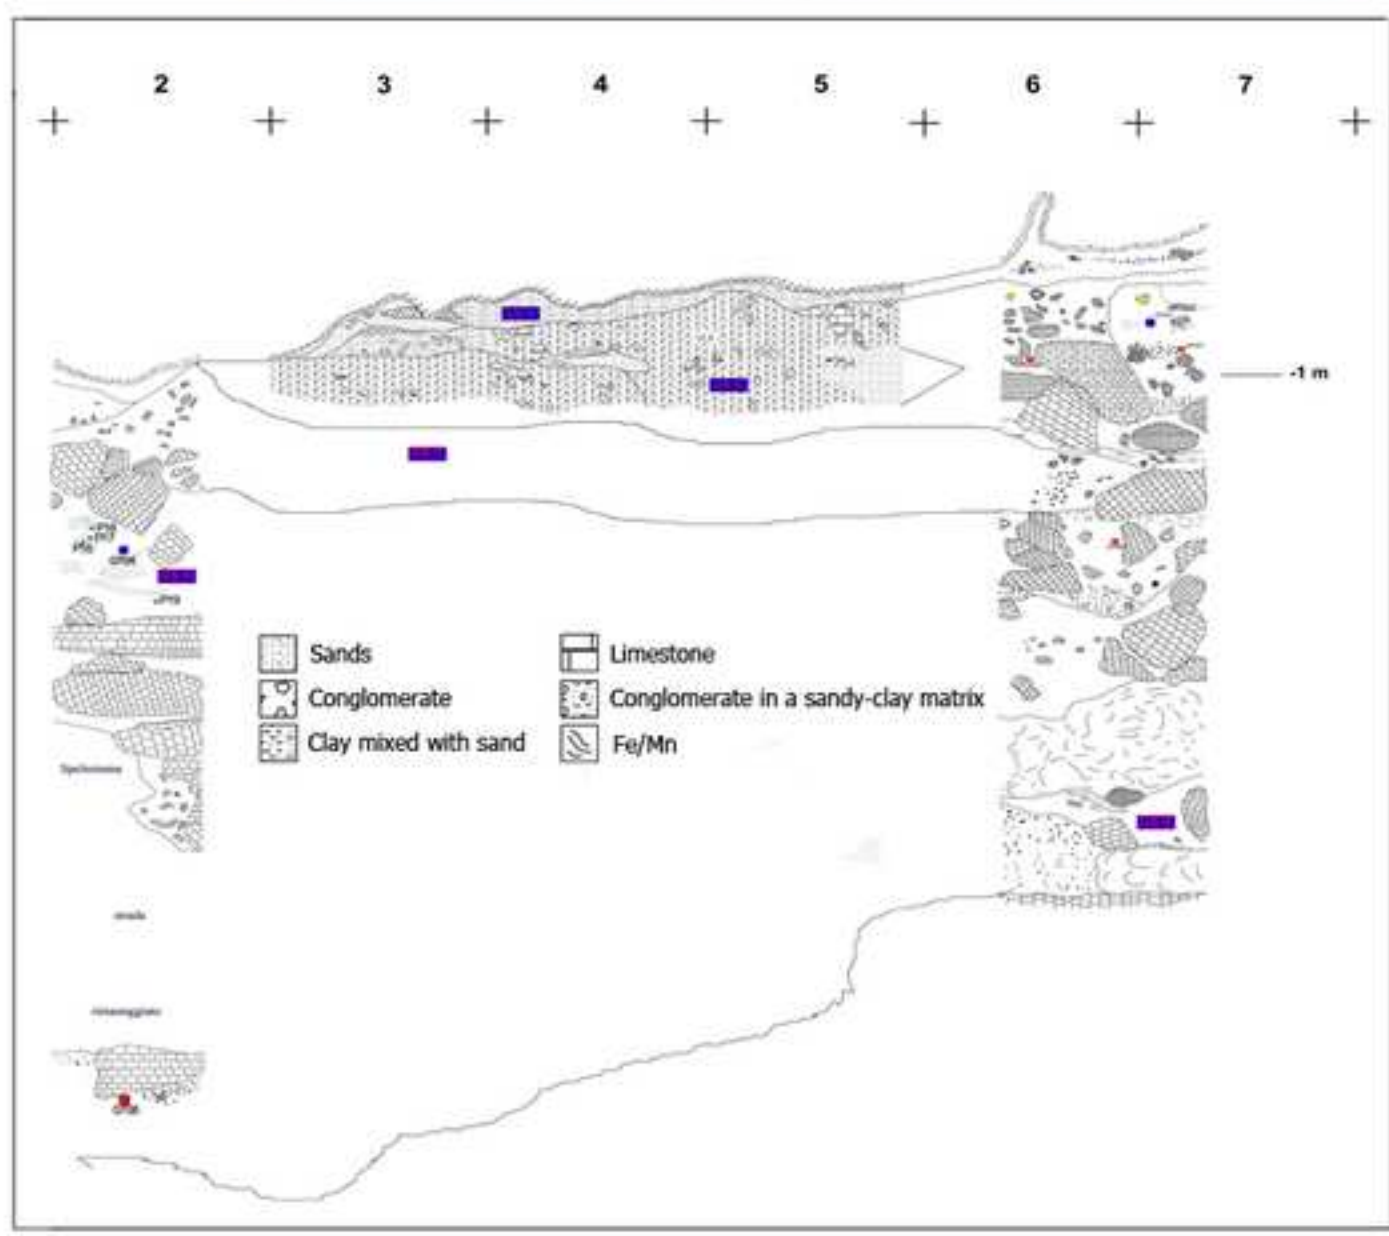 2 3 4 5 6 7
-1 m
Sands
Limestone
Conglomerate
Conglomerate in a sandy-clay matrix
Clay mixed with sand
Fe/Mn